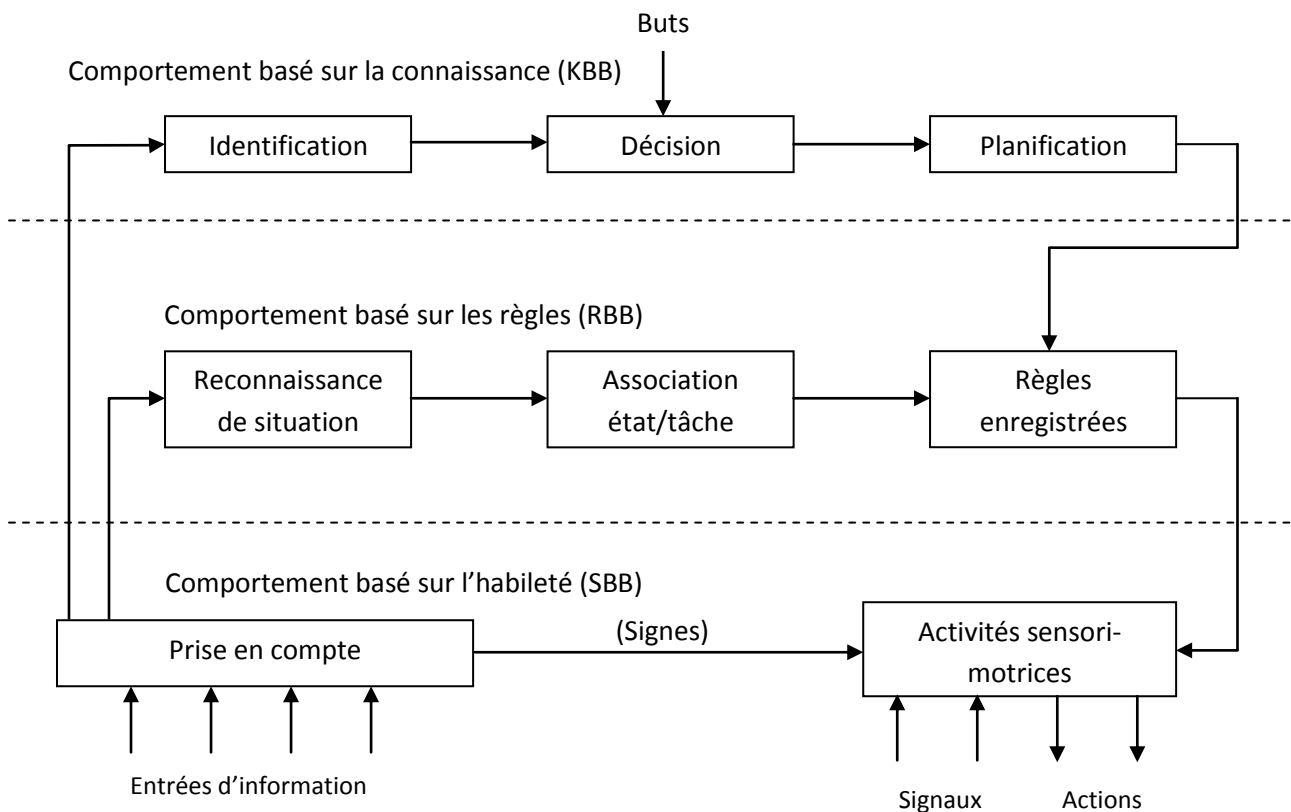 Buts
Comportement basé sur la connaissance (KBB)
Identification
Décision
Planification
Comportement basé sur les règles (RBB)
Reconnaissance
de situation
Association
état/tâche
Règles
enregistrées
Comportement basé sur l’habileté (SBB)
(Signes)
Prise en compte
Activités sensori-
motrices
Entrées d’information
Signaux
Actions